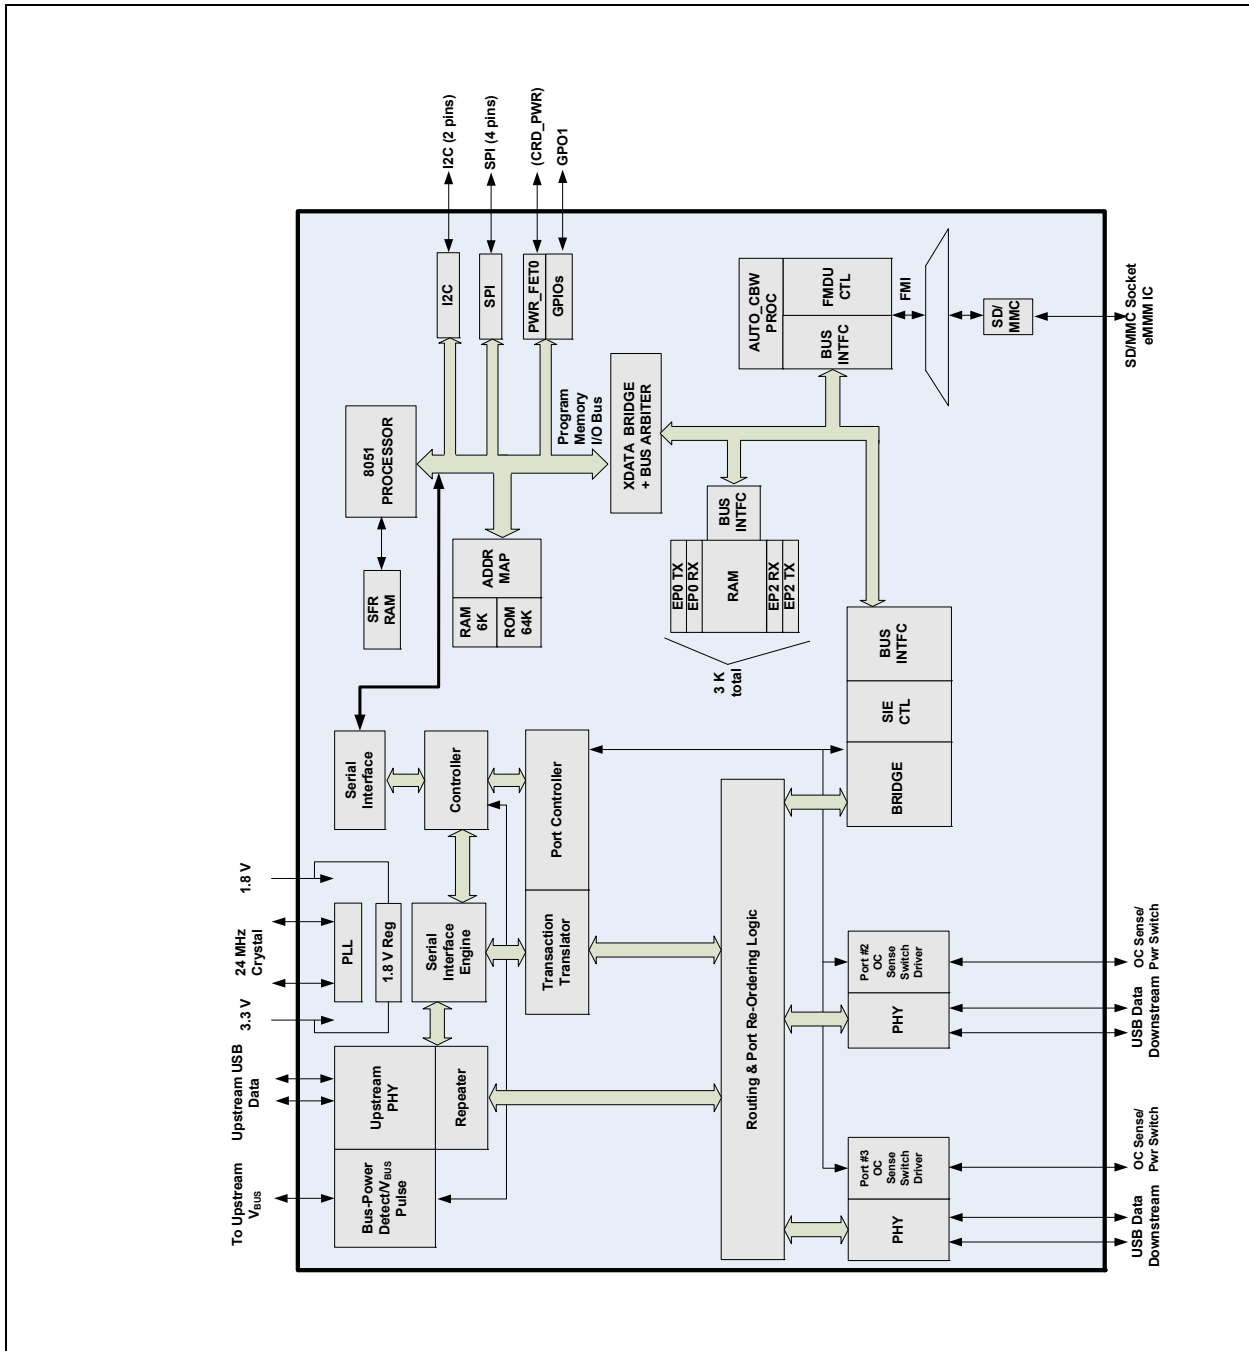 I2C (2 pins)
SPI (4 pins)
(CRD_PWR)
GPO1
I2C
SPI
PWR_FET0
GPIOs
8051
PROCESSOR
SFR
RAM
ADDR
MAP
RAM
6K
ROM
64K
Program
Memory
I/O Bus
XDATA BRIDGE
+ BUS ARBITER
AUTO_CBW
PROC
FMDU
CTL
BUS
INTFC
FMI
SD/
MMC
SD/MMC Socket
eMMM IC
BUS
INTFC
EP0 TX
EP0 RX
RAM
EP2 RX
EP2 TX
3 K
total
BUS
INTFC
SIE
CTL
BRIDGE
Serial
Interface
Controller
Port Controller
1.8 V
24 MHz
Crystal
3.3 V
PLL
1.8 V Reg
Serial
Interface
Engine
Transaction
Translator
Upstream USB
Data
To Upstream
VBUS
Upstream
PHY
Repeater
Bus-Power
Detect/VBUS
Pulse
Routing & Port Re-Ordering Logic
Port #2
OC
Sense
Switch
Driver
PHY
OC Sense/
Pwr Switch
USB Data
Downstream
Port #3
OC
Sense
Switch
Driver
PHY
OC Sense/
Pwr Switch
USB Data
Downstream